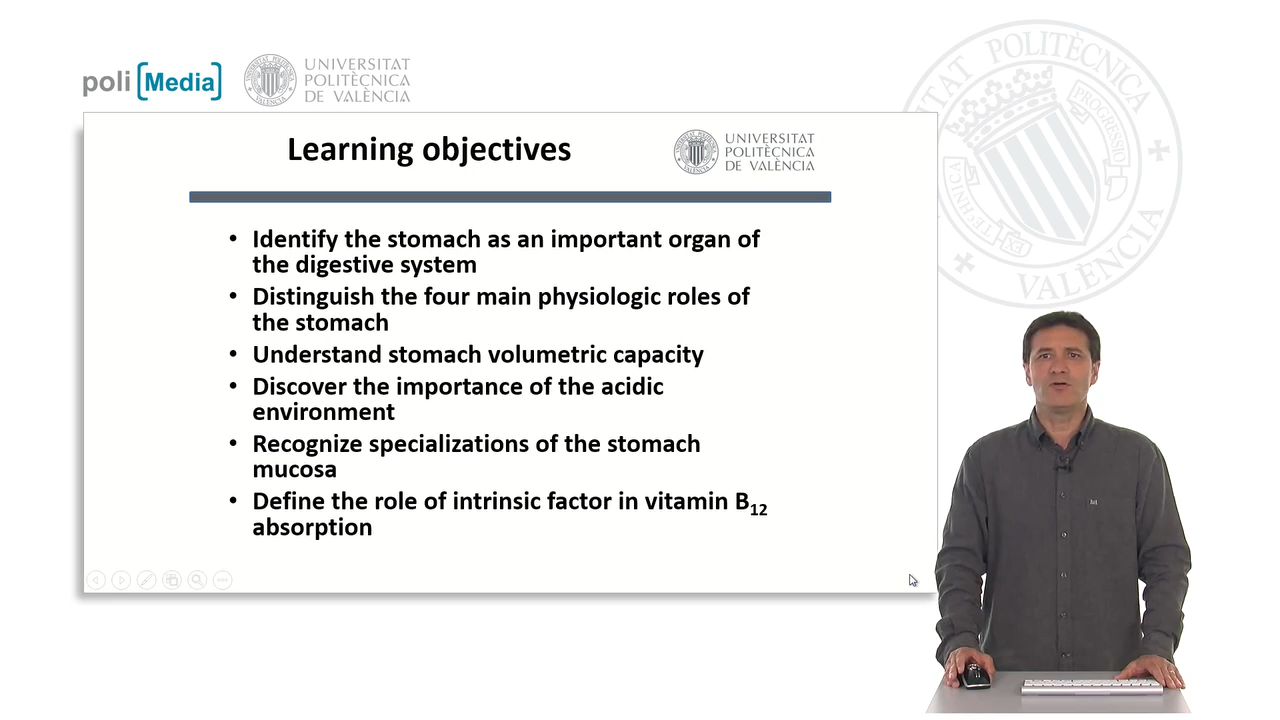 poli [Media]
UNIVERSITAT
POLITÈCNICA
DE VALÈNCIA
Learning objectives
UNIVERSITAT
POLITÈCNICA
DE VALÈNCIA
• Identify the stomach as an important organ of
the digestive system
• Distinguish the four main physiologic roles of
the stomach
• Understand stomach volumetric capacity
• Discover the importance of the acidic
environment
• Recognize specializations of the stomach
mucosa
• Define the role of intrinsic factor in vitamin B12
absorption
POLITÈCNICA
VALÈNCIA
PROGRESSIO